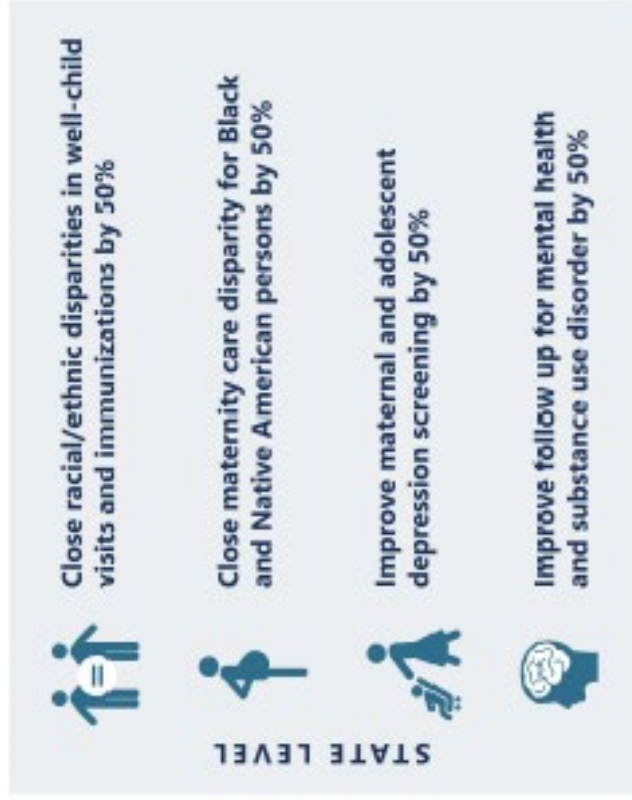 STATE LEVEL
Close racial/ethnic disparities in well-child
visits and immunizations by 50%
Close maternity care disparity for Black
and Native American persons by 50%
Improve maternal and adolescent
depression screening by 50%
Improve follow up for mental health
and substance use disorder by 50%